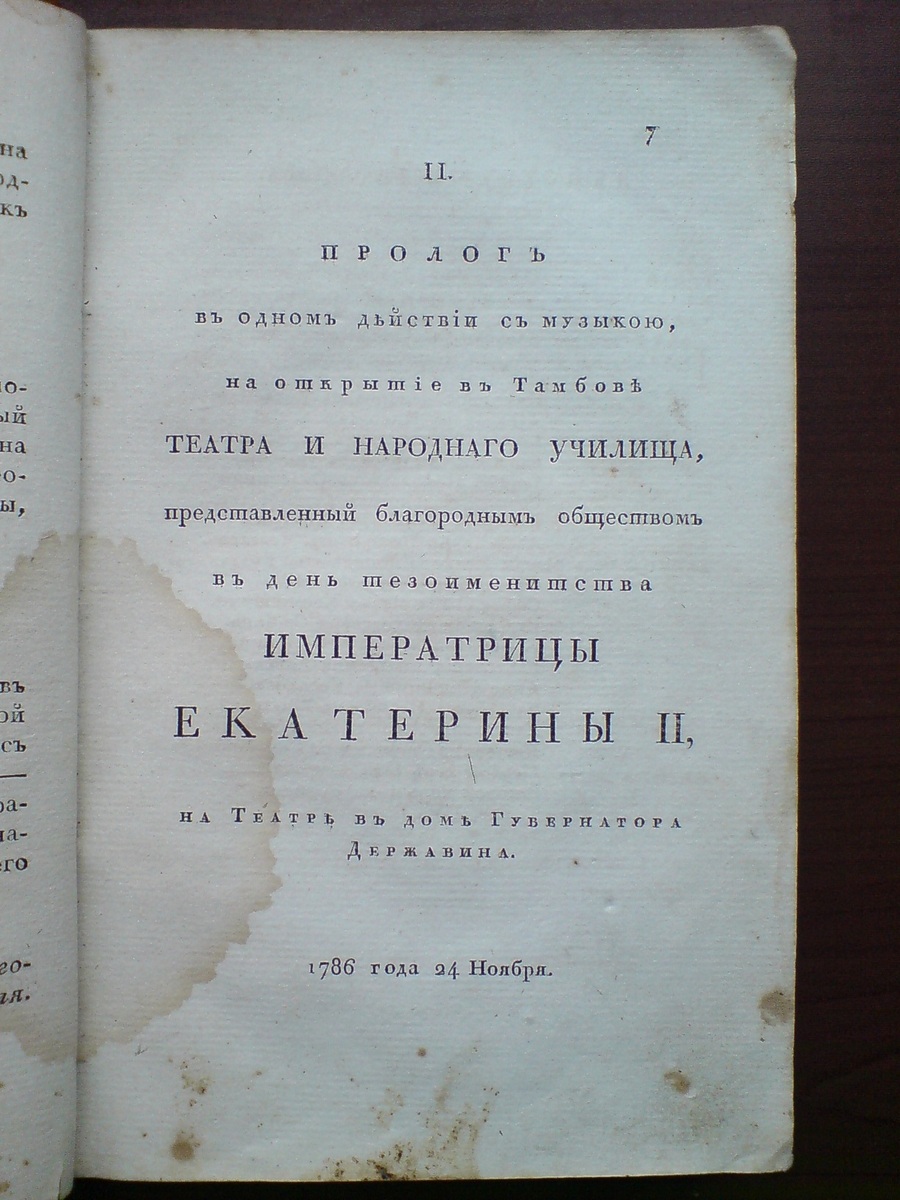 7
II.
ПРОЛОГЪ
въ одномъ дѣйствіи съ музыкою,
на открытіе въ Тамбовѣ
ТЕАТРА И НАРОДНАГО УЧИЛИЩА,
представленный благороднымъ обществомъ
въ день тезоименитства
ИМПЕРАТРИЦЫ
ЕКАТЕРИНЫ II,
на Театрѣ въ домѣ Губернатора
Державина.
1786 года 24 Ноября.